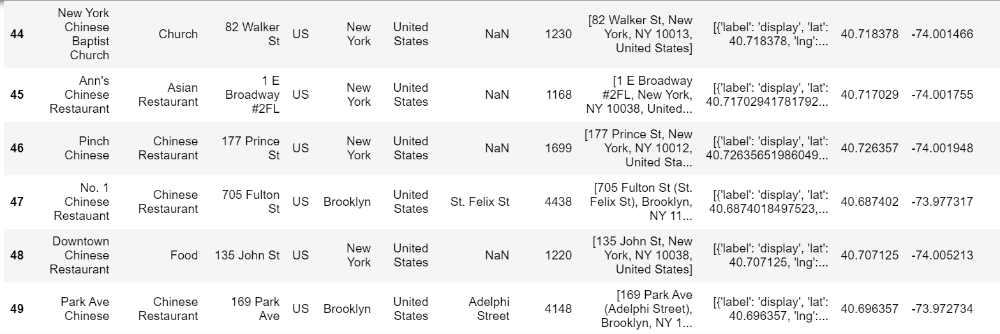 44 New York Chinese Baptist Church Church 82 Walker St US New York United States NaN 1230 [82 Walker St, New York, NY 10013, United States] [{'label': 'display', 'lat': 40.718378, 'lng':... 40.718378 -74.001466
45 Ann's Chinese Restaurant Asian Restaurant 1 E Broadway #2FL US New York United States NaN 1168 [1 E Broadway #2FL, New York, NY 10038, United... [{'label': 'display', 'lat': 40.71702941781792... 40.717029 -74.001755
46 Pinch Chinese Chinese Restaurant 177 Prince St US New York United States NaN 1699 [177 Prince St, New York, NY 10012, United Sta... [{'label': 'display', 'lat': 40.72635651986049... 40.726357 -74.001948
47 No. 1 Chinese Restauant Chinese Restaurant 705 Fulton St US Brooklyn United States St. Felix St 4438 [705 Fulton St (St. Felix St), Brooklyn, NY 11... [{'label': 'display', 'lat': 40.6874018497523,... 40.687402 -73.977317
48 Downtown Chinese Restaurant Food 135 John St US New York United States NaN 1220 [135 John St, New York, NY 10038, United States] [{'label': 'display', 'lat': 40.707125, 'lng':... 40.707125 -74.005213
49 Park Ave Chinese Chinese Restaurant 169 Park Ave US Brooklyn United States Adelphi Street 4148 [169 Park Ave (Adelphi Street), Brooklyn, NY 1... [{'label': 'display', 'lat': 40.696357, 'lng':... 40.696357 -73.972734